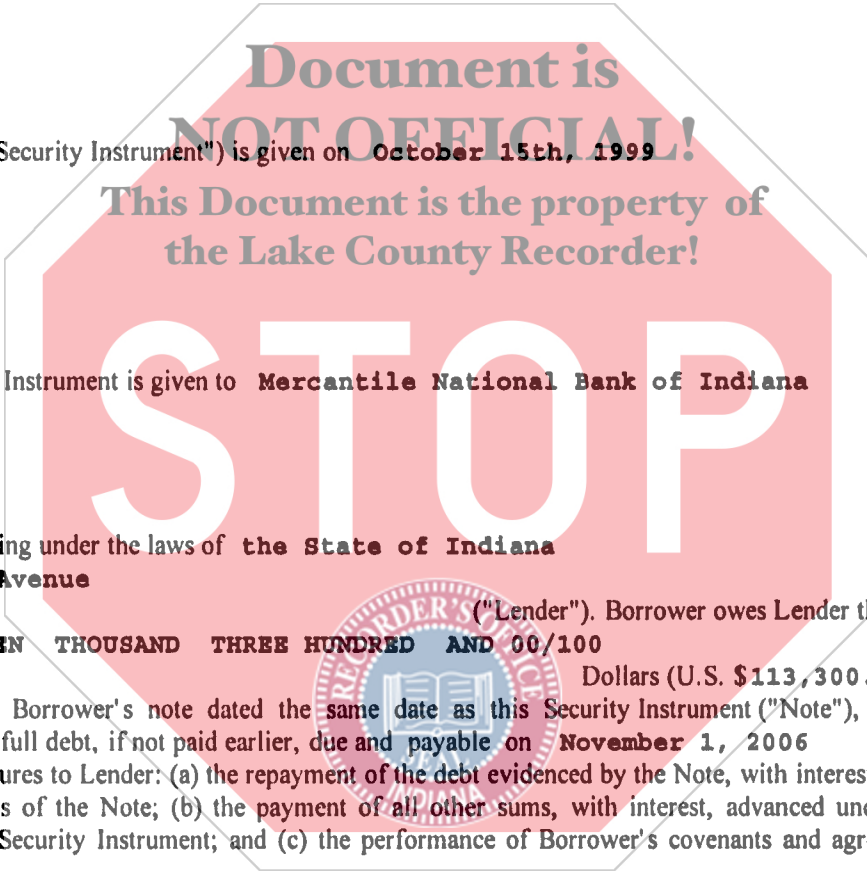 Document is
NOT OFFICIAL!
Security Instrument") is given on October 15th, 1999
This Document is the property of
the Lake County Recorder!
STOP
Instrument is given to Mercantile National Bank of Indiana
ing under the laws of the State of Indiana
Avenue
("Lender"). Borrower owes Lender th
EN THOUSAND THREE HUNDRED AND 00/100
Dollars (U.S. $113,300.
Borrower's note dated the same date as this Security Instrument ("Note"),
full debt, if not paid earlier, due and payable on November 1, 2006
ures to Lender: (a) the repayment of the debt evidenced by the Note, with interes
s of the Note; (b) the payment of all other sums, with interest, advanced und
Security Instrument; and (c) the performance of Borrower's covenants and agr
RECORDER'S OFFICE
SEAL
INDIANA